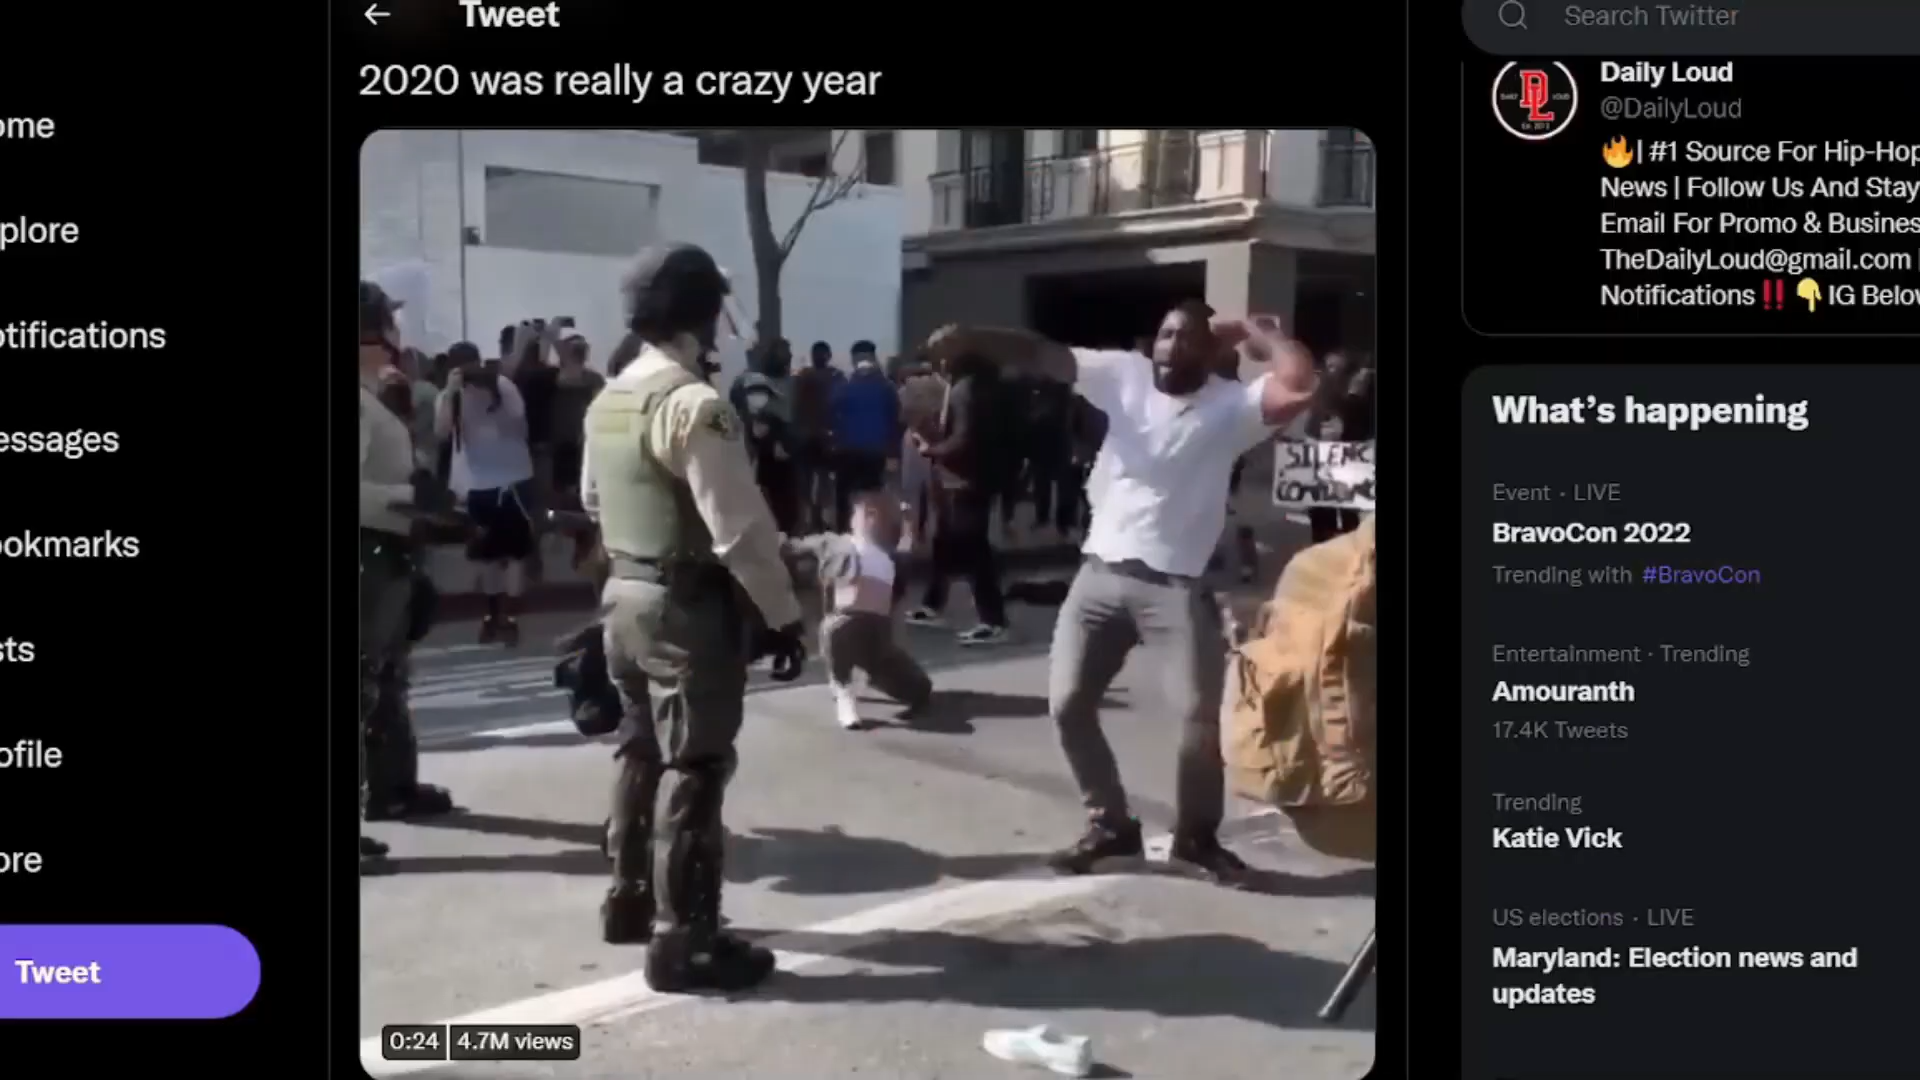 Tweet
2020 was really a crazy year
ome
plore
otifications
essages
ookmarks
sts
ofile
ore
Tweet
SILENC
0:24
4.7M views
Search Twitter
DL
Daily Loud
@DailyLoud
🔥| #1 Source For Hip-Hop
News | Follow Us And Stay
Email For Promo & Busines
TheDailyLoud@gmail.com |
Notifications‼️👇IG Below
What’s happening
Event · LIVE
BravoCon 2022
Trending with #BravoCon
Entertainment · Trending
Amouranth
17.4K Tweets
Trending
Katie Vick
US elections · LIVE
Maryland: Election news and
updates